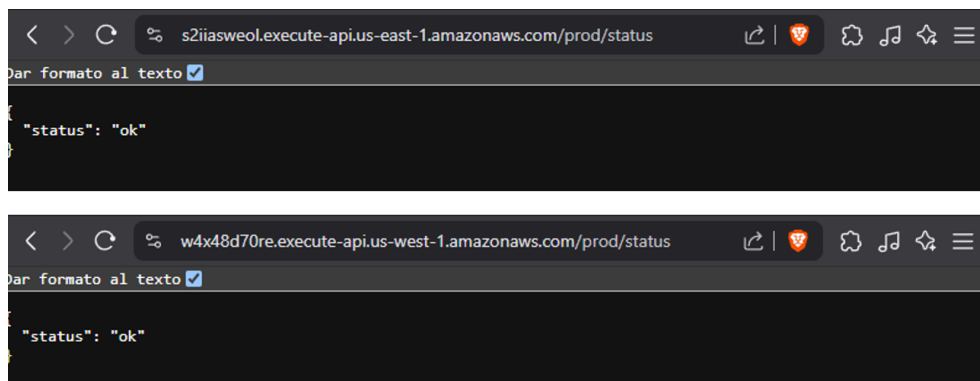 s2iiasweol.execute-api.us-east-1.amazonaws.com/prod/status
Dar formato al texto
{
"status": "ok"
}
w4x48d70re.execute-api.us-west-1.amazonaws.com/prod/status
Dar formato al texto
{
"status": "ok"
}